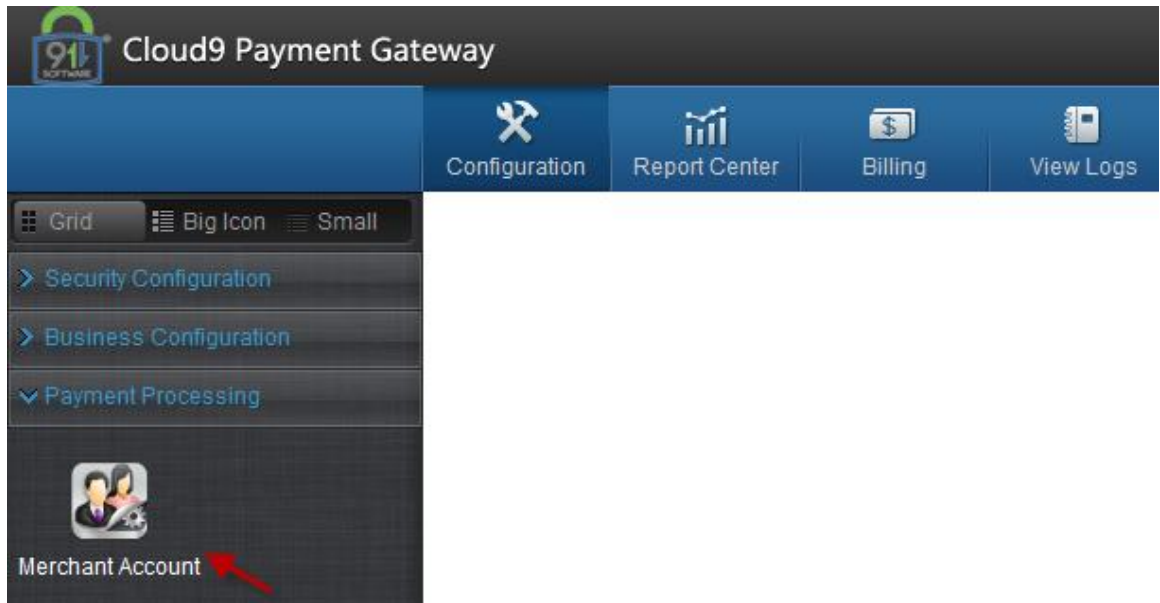 911
SOFTWARE
Cloud9 Payment Gateway
Configuration
Report Center
Billing
View Logs
Grid
Big Icon
Small
Security Configuration
Business Configuration
Payment Processing
Merchant Account